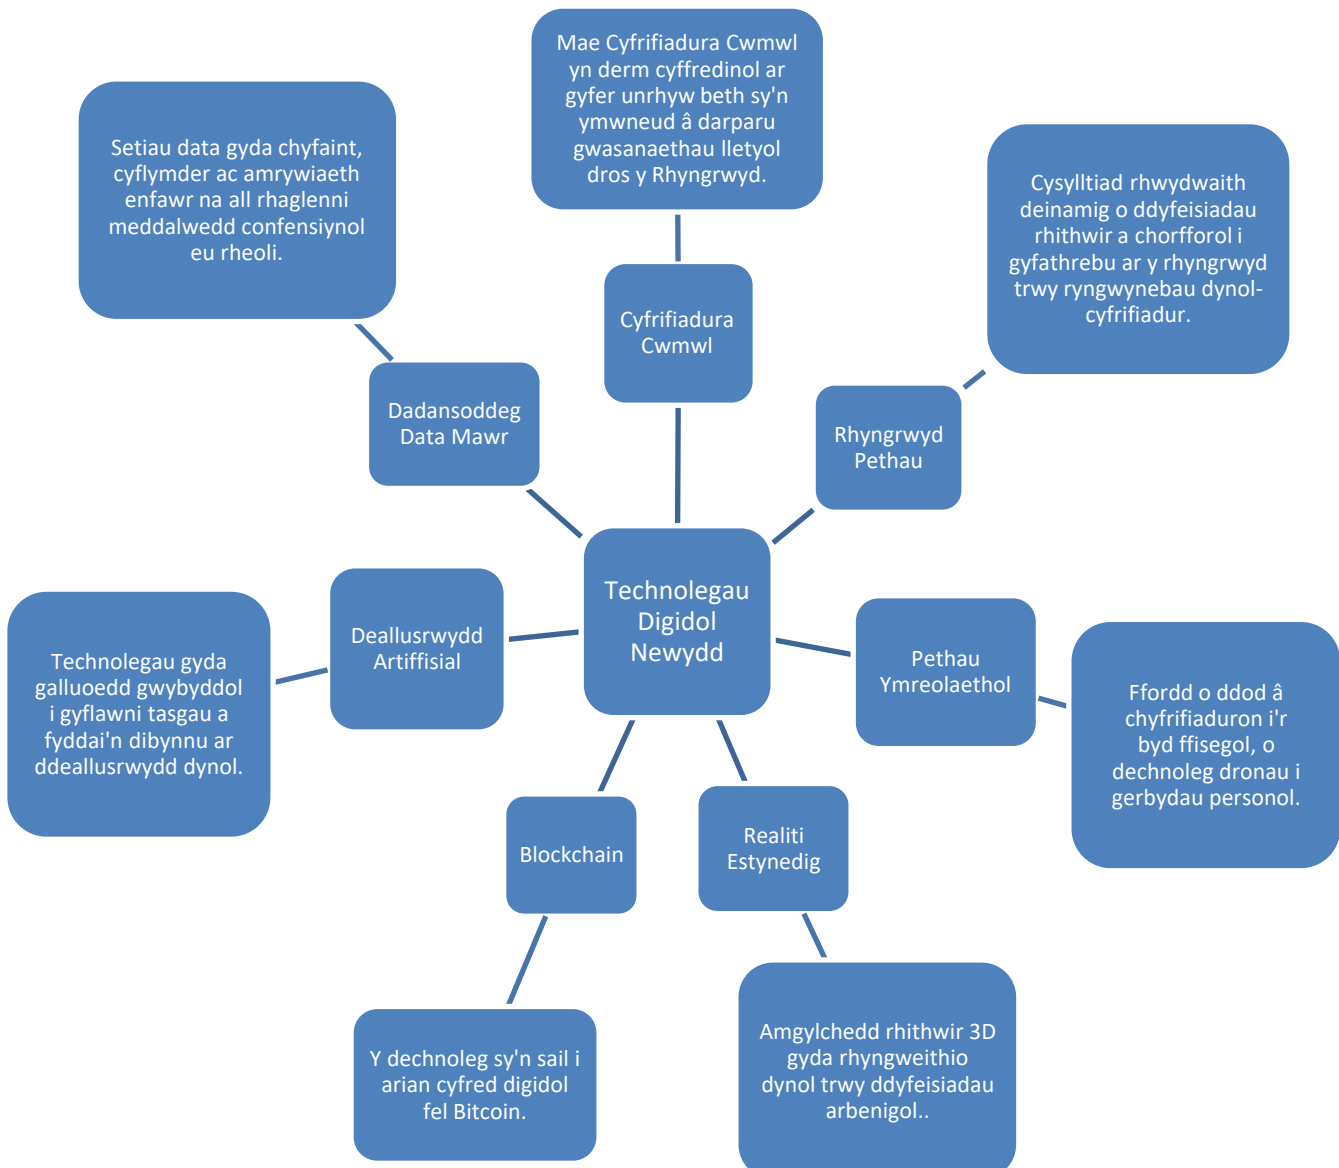 Mae Cyfrifiadura Cwmwl
yn derm cyffredinol ar
gyfer unrhyw beth sy'n
ymwneud â darparu
gwasanaethau lletyol
dros y Rhyngrwyd.
Setiau data gyda chyfaint,
cyflymder ac amrywiaeth
enfawr na all rhaglenni
meddalwedd confensiynol
eu rheoli.
Cysylltiad rhwydwaith
deinamig o ddyfeisiadau
rhithwir a chorfforol i
gyfathrebu ar y rhyngrwyd
trwy ryngwynebau dynol-
cyfrifiadur.
Cyfrifiadura
Cwmwl
Dadansoddeg
Data Mawr
Rhyngrwyd
Pethau
Technolegau
Digidol
Newydd
Deallusrwydd
Artiffisial
Pethau
Ymreolaethol
Technolegau gyda
galluoedd gwybyddol
i gyflawni tasgau a
fyddai'n dibynnu ar
ddeallusrwydd dynol.
Ffordd o ddod â
chyfrifiaduron i'r
byd ffisegol, o
dechnoleg dronau i
gerbydau personol.
Blockchain
Realiti
Estynedig
Y dechnoleg sy'n sail i
arian cyfred digidol
fel Bitcoin.
Amgylchedd rhithwir 3D
gyda rhyngweithio
dynol trwy ddyfeisiadau
arbenigol..